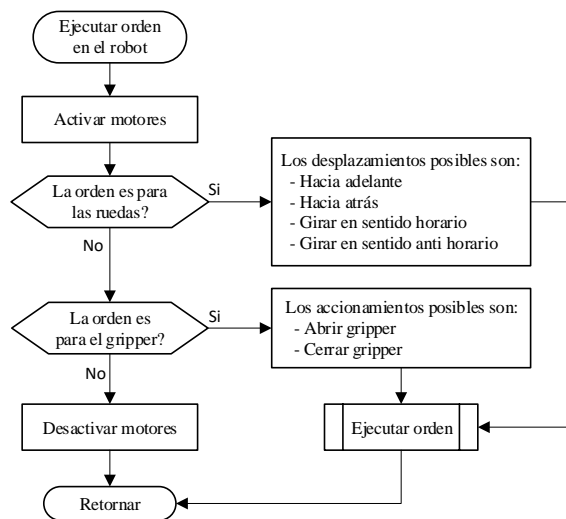 Ejecutar orden
en el robot
Activar motores
La orden es para
las ruedas?
Si
Los desplazamientos posibles son:
- Hacia adelante
- Hacia atrás
- Girar en sentido horario
- Girar en sentido anti horario
No
La orden es
para el gripper?
Si
Los accionamientos posibles son:
- Abrir gripper
- Cerrar gripper
No
Desactivar motores
Ejecutar orden
Retornar